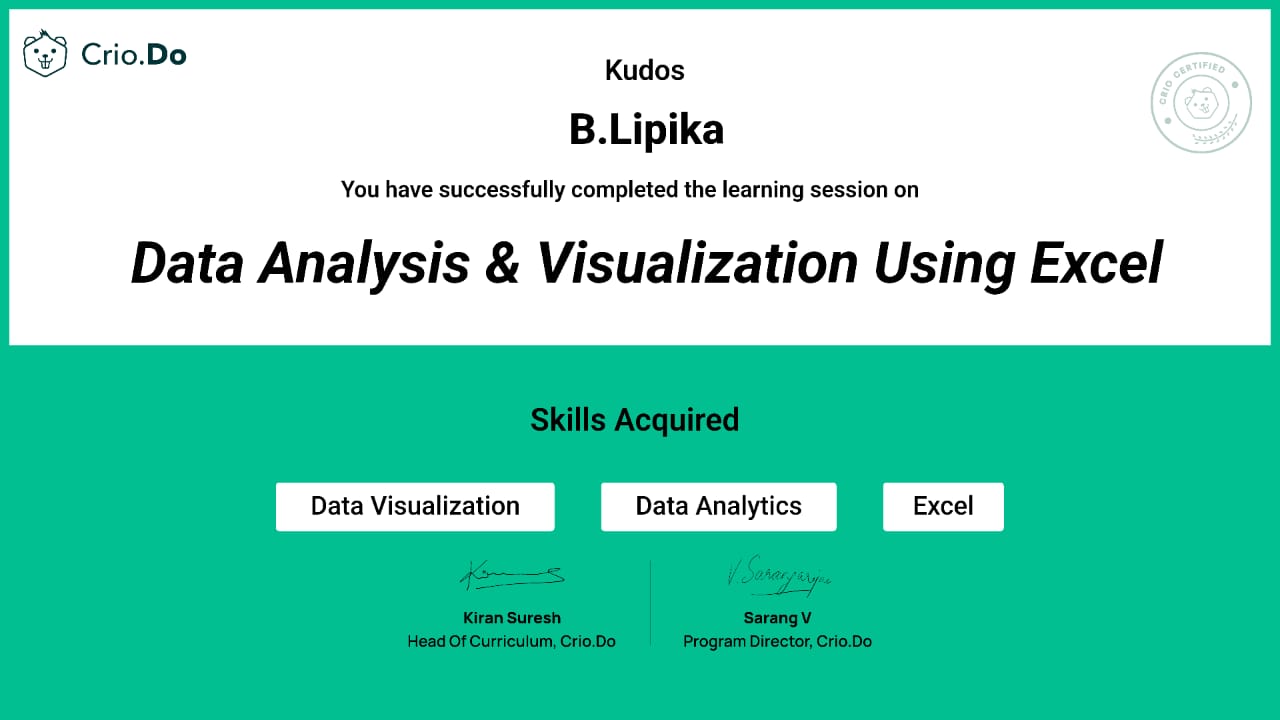 Crio.Do
Kudos
CRIO CERTIFIED
B.Lipika
You have successfully completed the learning session on
Data Analysis & Visualization Using Excel
Skills Acquired
Data Visualization
Data Analytics
Excel
Kiran Suresh
Head Of Curriculum, Crio.Do
Sarang V
Program Director, Crio.Do